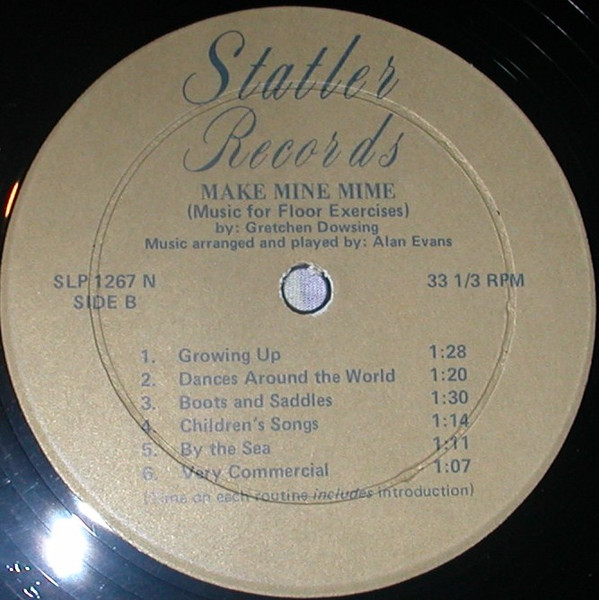 Statler
Records
MAKE MINE MIME
(Music for Floor Exercises)
by: Gretchen Dowsing
Music arranged and played by: Alan Evans
SLP 1267 N 33 1/3 RPM
SIDE B
1. Growing Up 1:28
2. Dances Around the World 1:20
3. Boots and Saddles 1:30
4. Children's Songs 1:14
5. By the Sea 1:11
6. Very Commercial 1:07
(Time on each routine includes introduction)